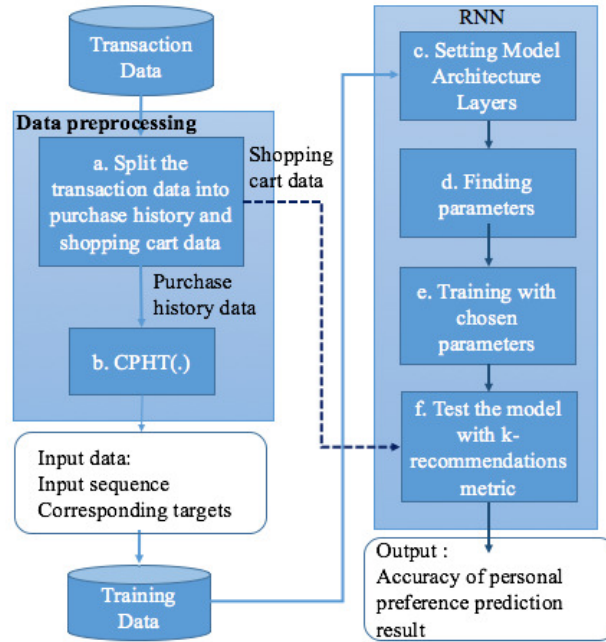 Transaction
Data
Data preprocessing
a. Split the
transaction data into
purchase history and
shopping cart data
Shopping
cart data
Purchase
history data
b. CPHT(.)
Input data:
Input sequence
Corresponding targets
Training
Data
RNN
c. Setting Model
Architecture
Layers
d. Finding
parameters
e. Training with
chosen
parameters
f. Test the model
with k-
recommendations
metric
Output :
Accuracy of personal
preference prediction
result